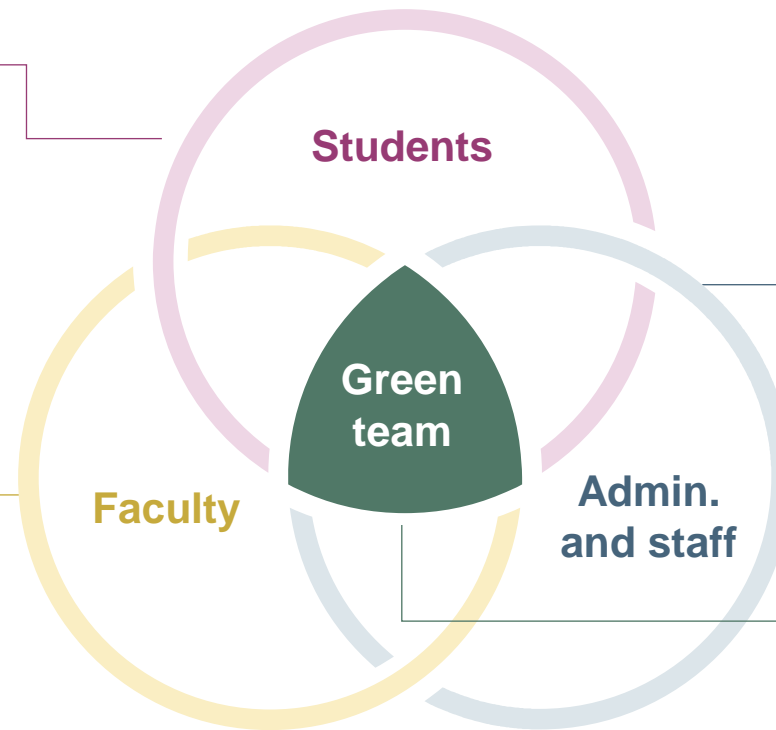 Students
Green
team
Faculty
Admin.
and staff